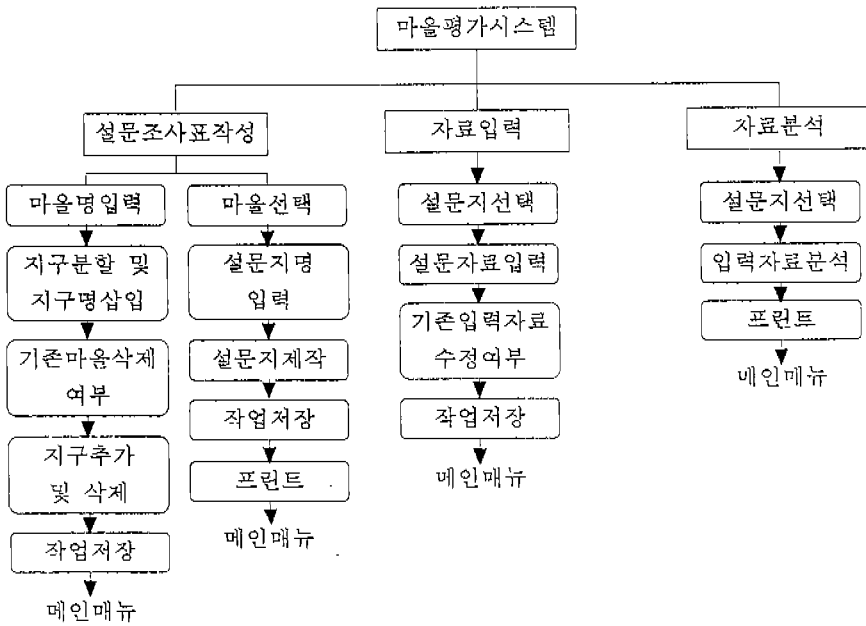 마을평가시스템
설문조사표작성
자료입력
자료분석
마을명입력
지구분할 및
지구명삽입
기존마을삭제
여부
지구추가
및 삭제
작업저장
메인매뉴
마을선택
설문지명
입력
설문지제작
작업저장
프린트
메인매뉴
설문지선택
설문자료입력
기존입력자료
수정여부
작업저장
메인매뉴
설문지선택
입력자료분석
프린트
메인매뉴